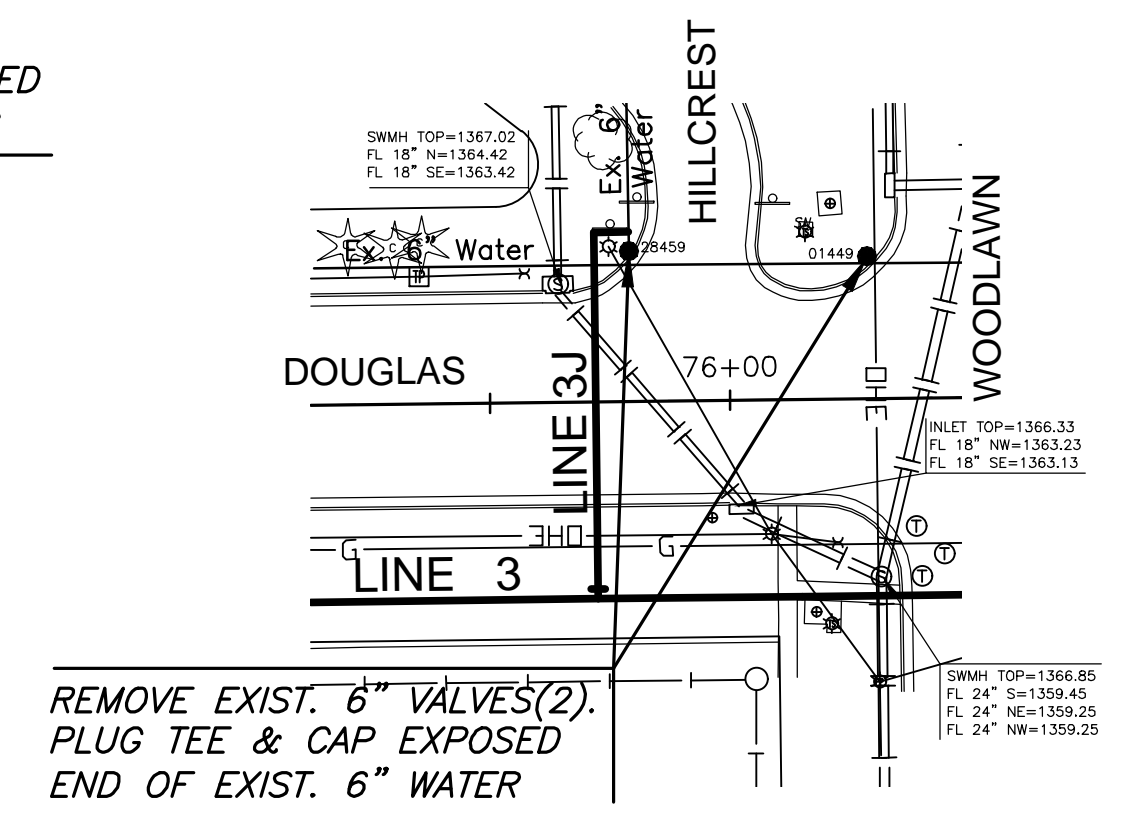 ED
HILLCREST
SWMH TOP=1367.02
FL 18" N=1364.42
FL 18" SE=1363.42
Ex. 6"
Water
WOODLAWN
Ex. 6" Water
28459
01449
DOUGLAS
LINE 3J
76+00
OHE
INLET TOP=1366.33
FL 18" NW=1363.23
FL 18" SE=1363.13
G
OHE
G
T
T
T
S
TP
C
LINE 3
SWMH TOP=1366.85
FL 24" S=1359.45
FL 24" NE=1359.25
FL 24" NW=1359.25
REMOVE EXIST. 6" VALVES(2).
PLUG TEE & CAP EXPOSED
END OF EXIST. 6" WATER